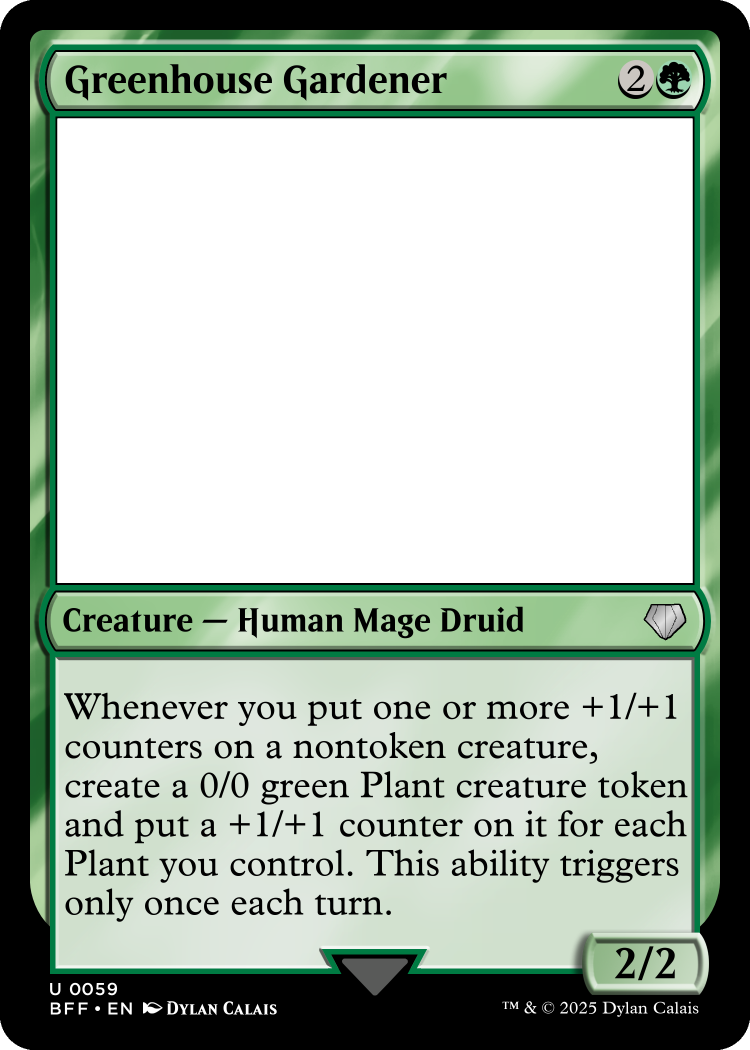 Greenhouse Gardener 2
Creature — Human Mage Druid
Whenever you put one or more +1/+1
counters on a nontoken creature,
create a 0/0 green Plant creature token
and put a +1/+1 counter on it for each
Plant you control. This ability triggers
only once each turn.
2/2
U 0059
BFF • EN Dylan Calais
™ & © 2025 Dylan Calais